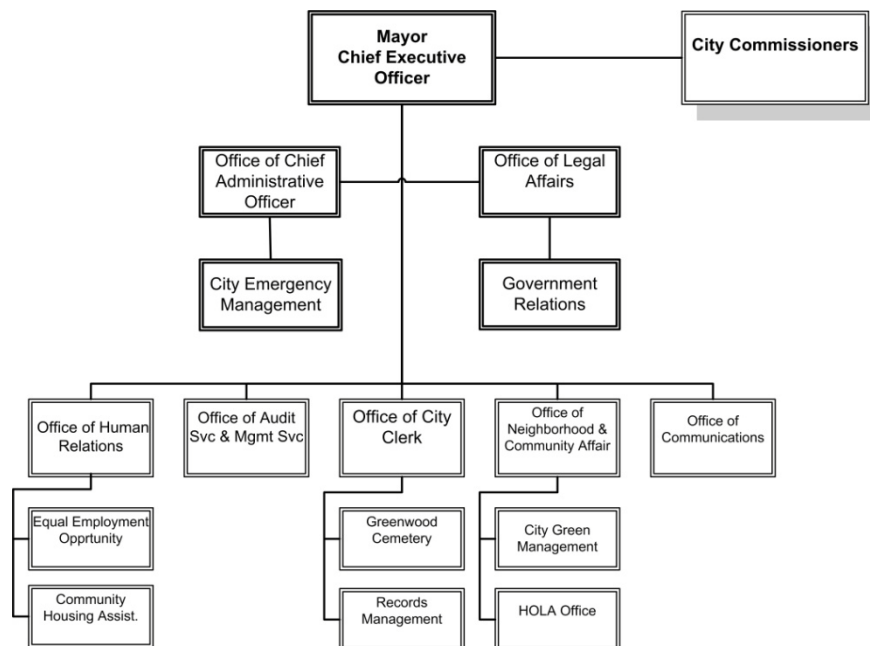 Mayor
Chief Executive
Officer
City Commissioners
Office of Chief
Administrative
Officer
Office of Legal
Affairs
City Emergency
Management
Government
Relations
Office of Human
Relations
Office of Audit
Svc & Mgmt Svc
Office of City
Clerk
Office of
Neighborhood &
Community Affair
Office of
Communications
Equal Employment
Opprtunity
Greenwood
Cemetery
City Green
Management
Community
Housing Assist.
Records
Management
HOLA Office